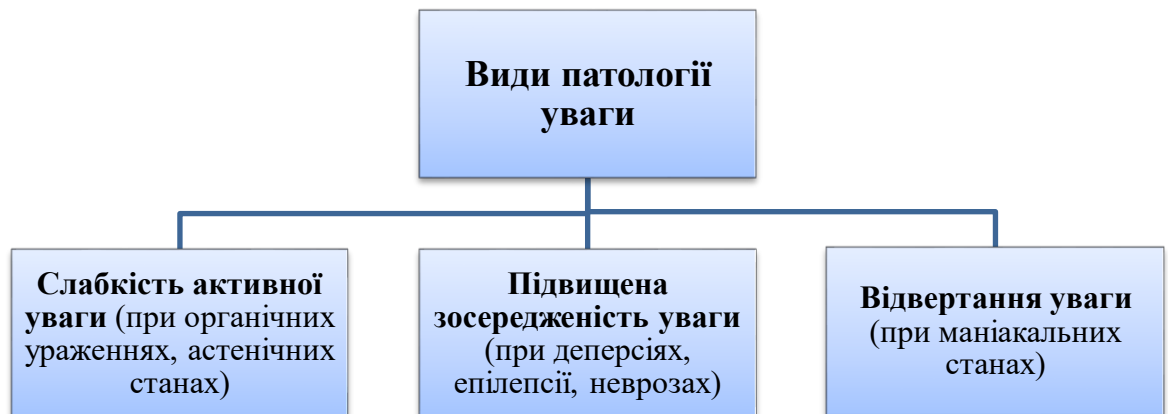 Види патології
уваги
Слабкість активної
уваги (при органічних
ураженнях, астенічних
станах)
Підвищена
зосередженість уваги
(при деперсіях,
епілепсії, неврозах)
Відвертання уваги
(при маніакальних
станах)